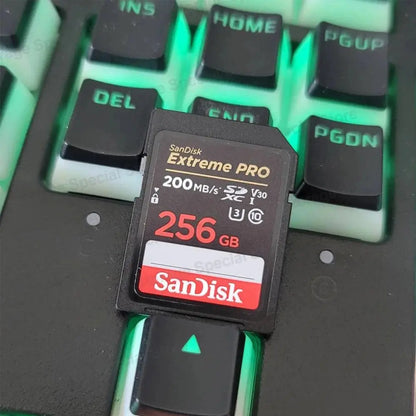 INS
HOME
PGUP
DEL
END
PGDN
SanDisk
Extreme PRO
200 MB/s SD XC V30 I
3 10
256 GB
SanDisk